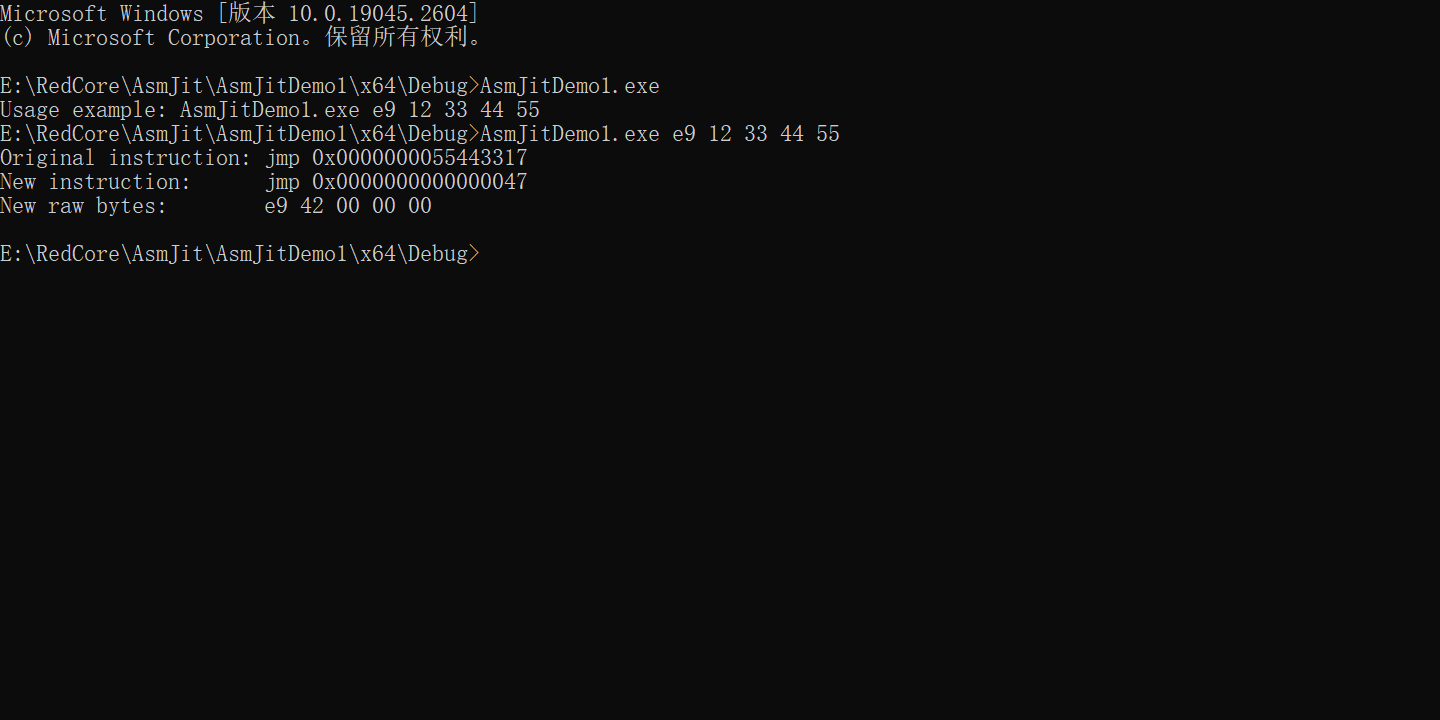 Microsoft Windows [版本 10.0.19045.2604]
(c) Microsoft Corporation。保留所有权利。
E:\RedCore\AsmJit\AsmJitDemo1\x64\Debug>AsmJitDemo1.exe
Usage example: AsmJitDemo1.exe e9 12 33 44 55
E:\RedCore\AsmJit\AsmJitDemo1\x64\Debug>AsmJitDemo1.exe e9 12 33 44 55
Original instruction: jmp 0x0000000055443317
New instruction:      jmp 0x0000000000000047
New raw bytes:        e9 42 00 00 00
E:\RedCore\AsmJit\AsmJitDemo1\x64\Debug>